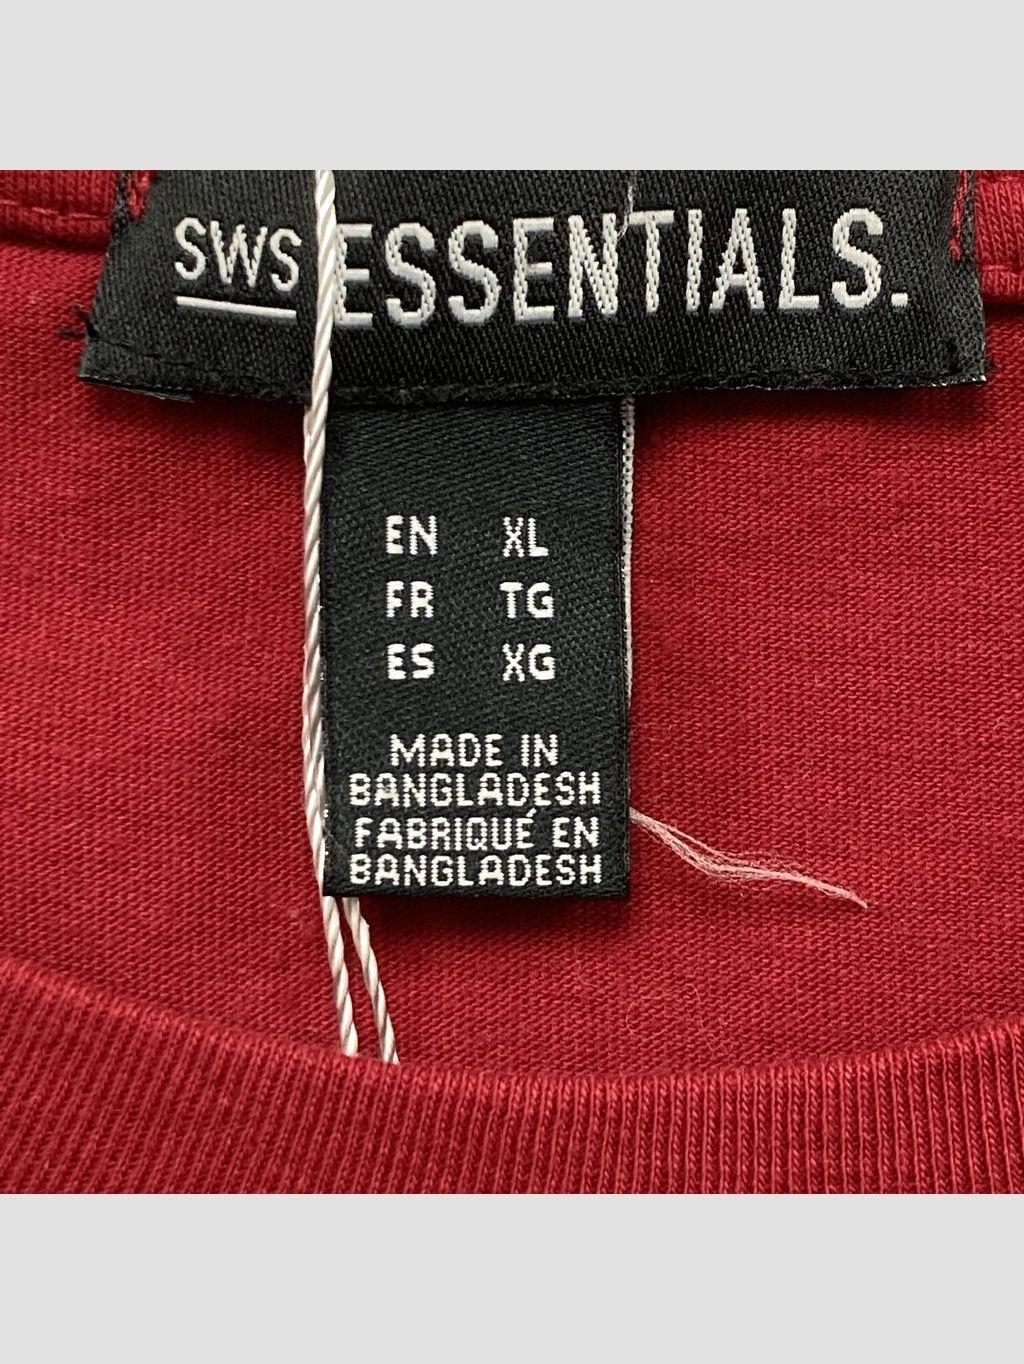 SWS ESSENTIALS.
EN XL
FR TG
ES XG
MADE IN
BANGLADESH
FABRIQUÉ EN
BANGLADESH